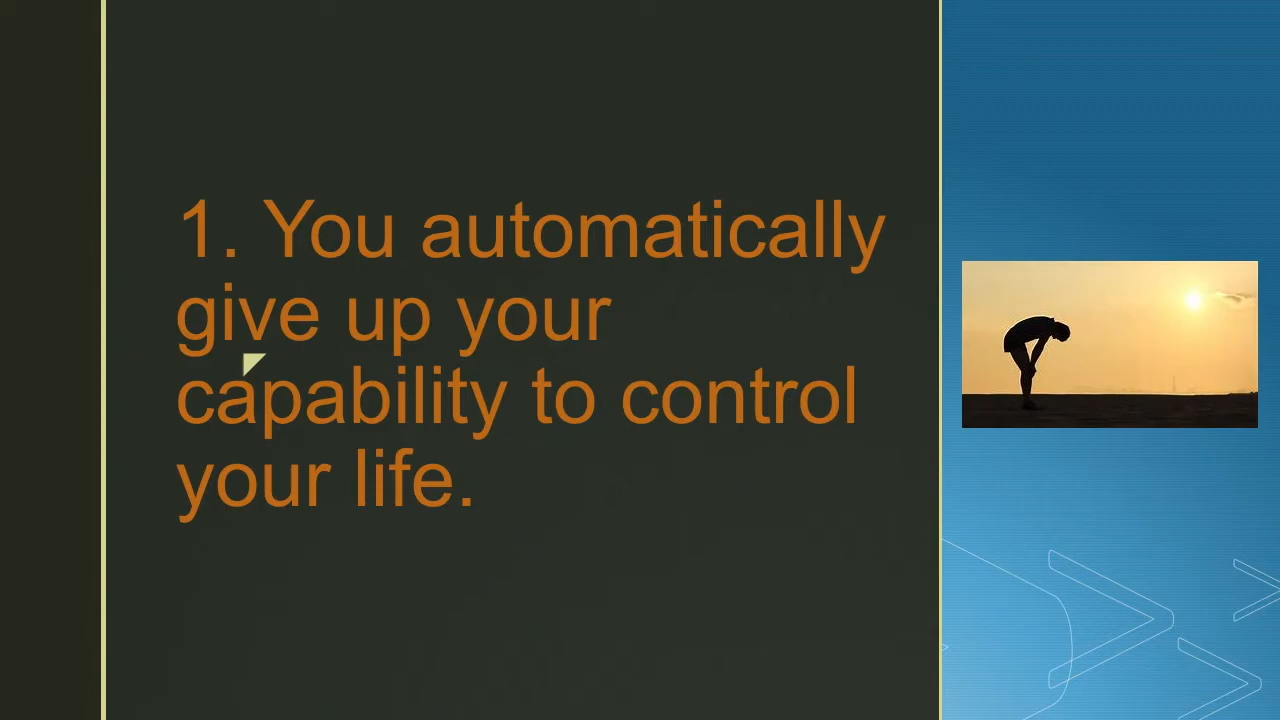 1. You automatically
give up your
capability to control
your life.